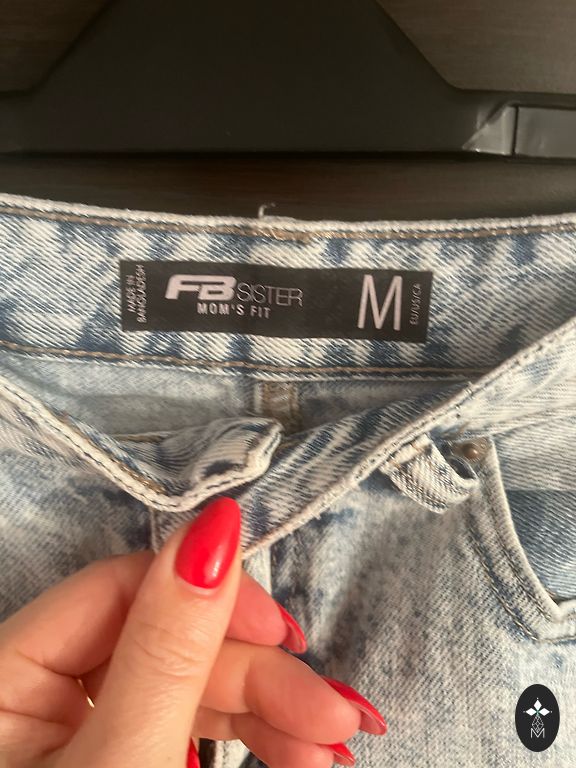 MADE IN
BANGLADESH
FB SISTER
MOM'S FIT
M
EU/US/CA
M